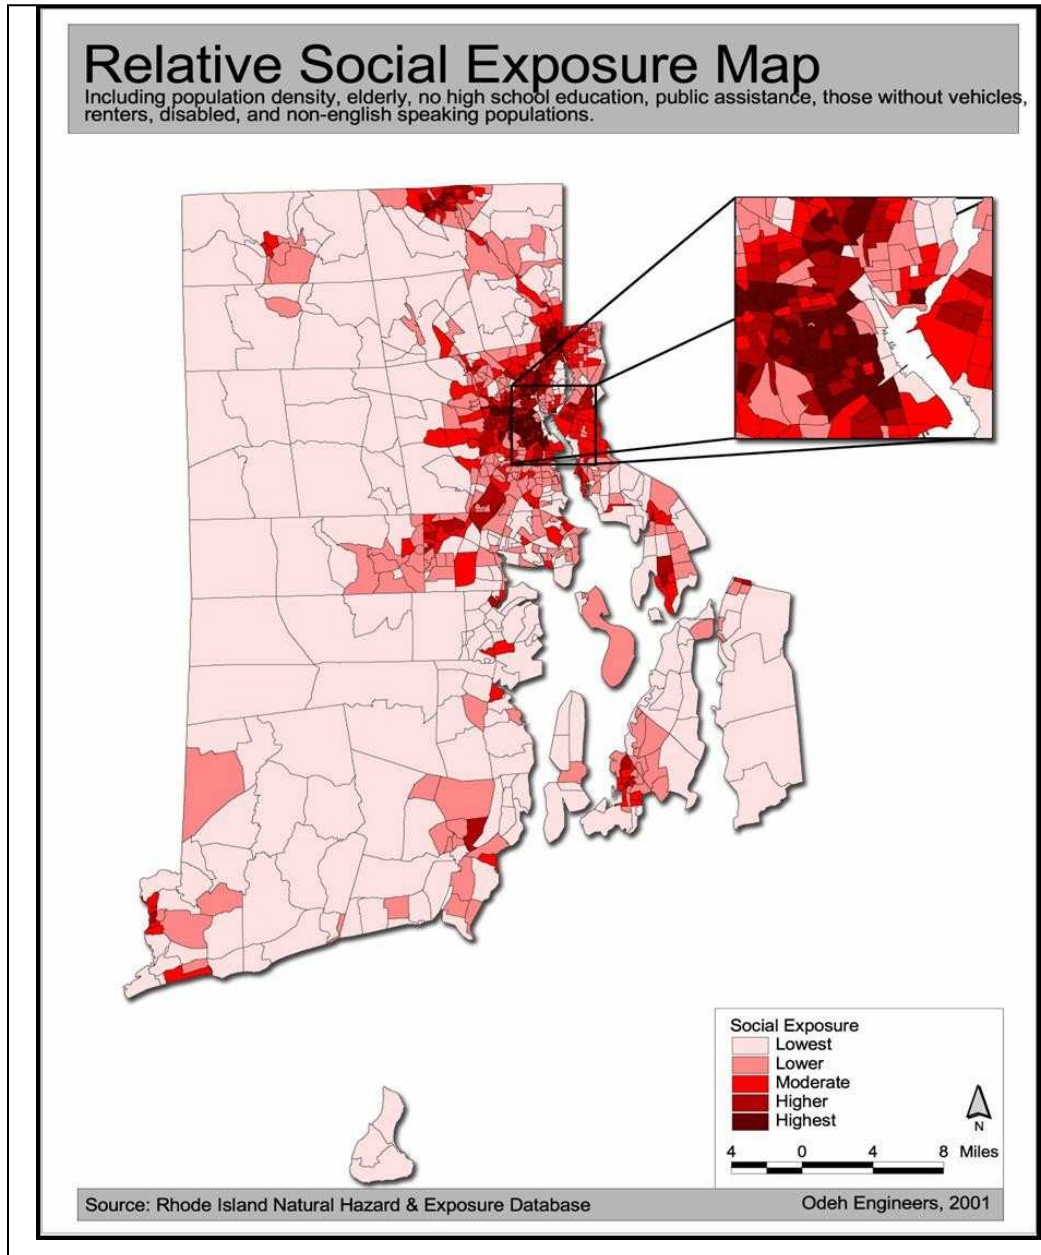 Relative Social Exposure Map
Including population density, elderly, no high school education, public assistance, those without vehicles,
renters, disabled, and non-english speaking populations.
Social Exposure
Lowest
Lower
Moderate
Higher
Highest
N
4 0 4 8 Miles
Source: Rhode Island Natural Hazard & Exposure Database
Odeh Engineers, 2001